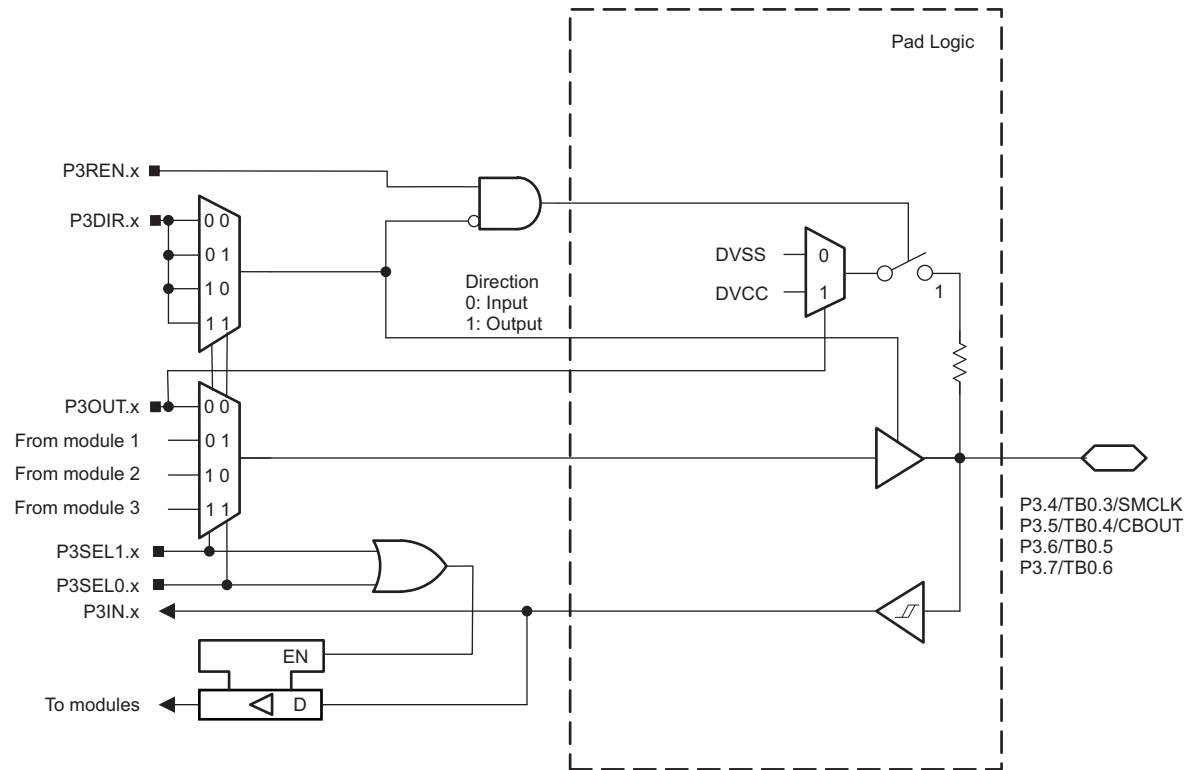 Pad Logic
P3REN.x
P3DIR.x
0 0
0 1
1 0
1 1
Direction
0: Input
1: Output
DVSS
DVCC
0
1
1
P3OUT.x
From module 1
From module 2
From module 3
0 0
0 1
1 0
1 1
P3SEL1.x
P3SEL0.x
P3IN.x
EN
D
To modules
P3.4/TB0.3/SMCLK
P3.5/TB0.4/CBOUT
P3.6/TB0.5
P3.7/TB0.6